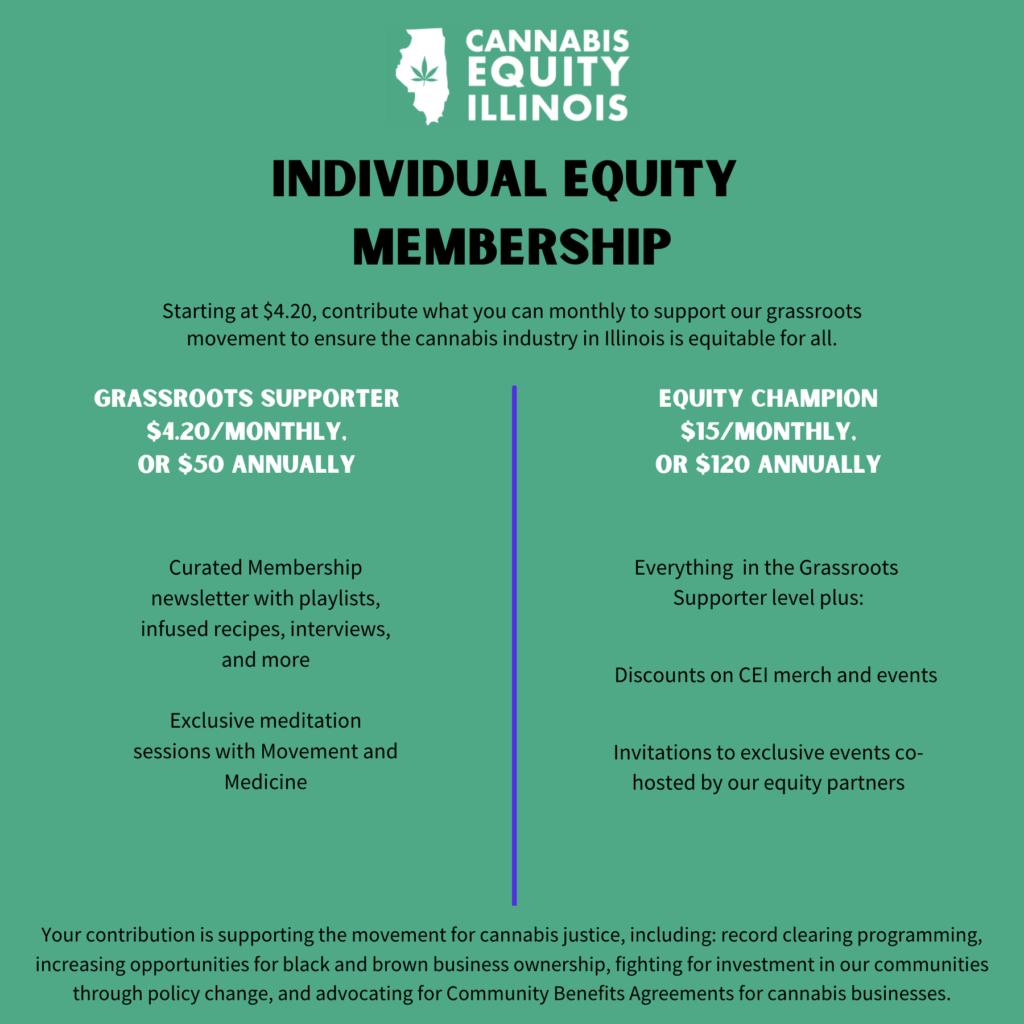 CANNABIS
EQUITY
ILLINOIS
INDIVIDUAL EQUITY
MEMBERSHIP
Starting at $4.20, contribute what you can monthly to support our grassroots
movement to ensure the cannabis industry in Illinois is equitable for all.
GRASSROOTS SUPPORTER
$4.20/MONTHLY,
OR $50 ANNUALLY
Curated Membership
newsletter with playlists,
infused recipes, interviews,
and more
Exclusive meditation
sessions with Movement and
Medicine
EQUITY CHAMPION
$15/MONTHLY,
OR $120 ANNUALLY
Everything in the Grassroots
Supporter level plus:
Discounts on CEI merch and events
Invitations to exclusive events co-
hosted by our equity partners
Your contribution is supporting the movement for cannabis justice, including: record clearing programming,
increasing opportunities for black and brown business ownership, fighting for investment in our communities
through policy change, and advocating for Community Benefits Agreements for cannabis businesses.